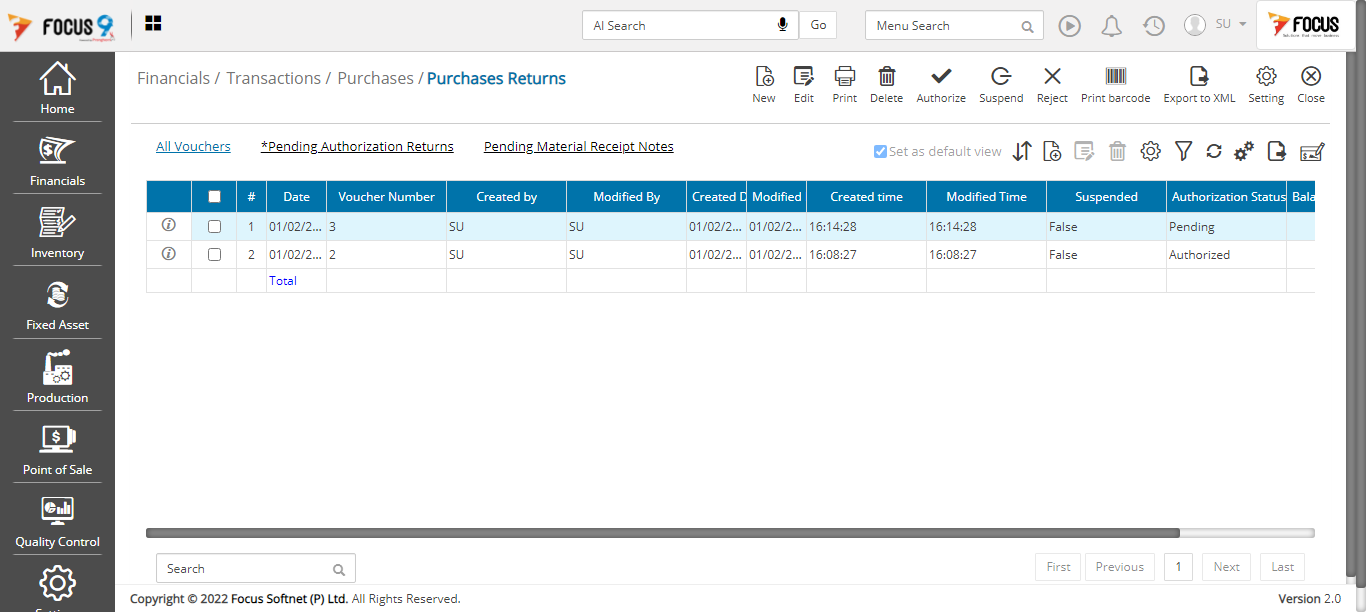 FOCUS 9
AI Search
Go
Menu Search
SU
FOCUS
Home
Financials
Inventory
Fixed Asset
Production
Point of Sale
Quality Control
Financials / Transactions / Purchases / Purchases Returns
New Edit Print Delete Authorize Suspend Reject Print barcode Export to XML Setting Close
All Vouchers *Pending Authorization Returns Pending Material Receipt Notes
Set as default view
# Date Voucher Number Created by Modified By Created D Modified Created time Modified Time Suspended Authorization Status Bala
1 01/02/2... 3 SU SU 01/02/2... 01/02/2... 16:14:28 16:14:28 False Pending
2 01/02/2... 2 SU SU 01/02/2... 01/02/2... 16:08:27 16:08:27 False Authorized
Total
Search
First Previous 1 Next Last
Copyright © 2022 Focus Softnet (P) Ltd. All Rights Reserved.
Version 2.0